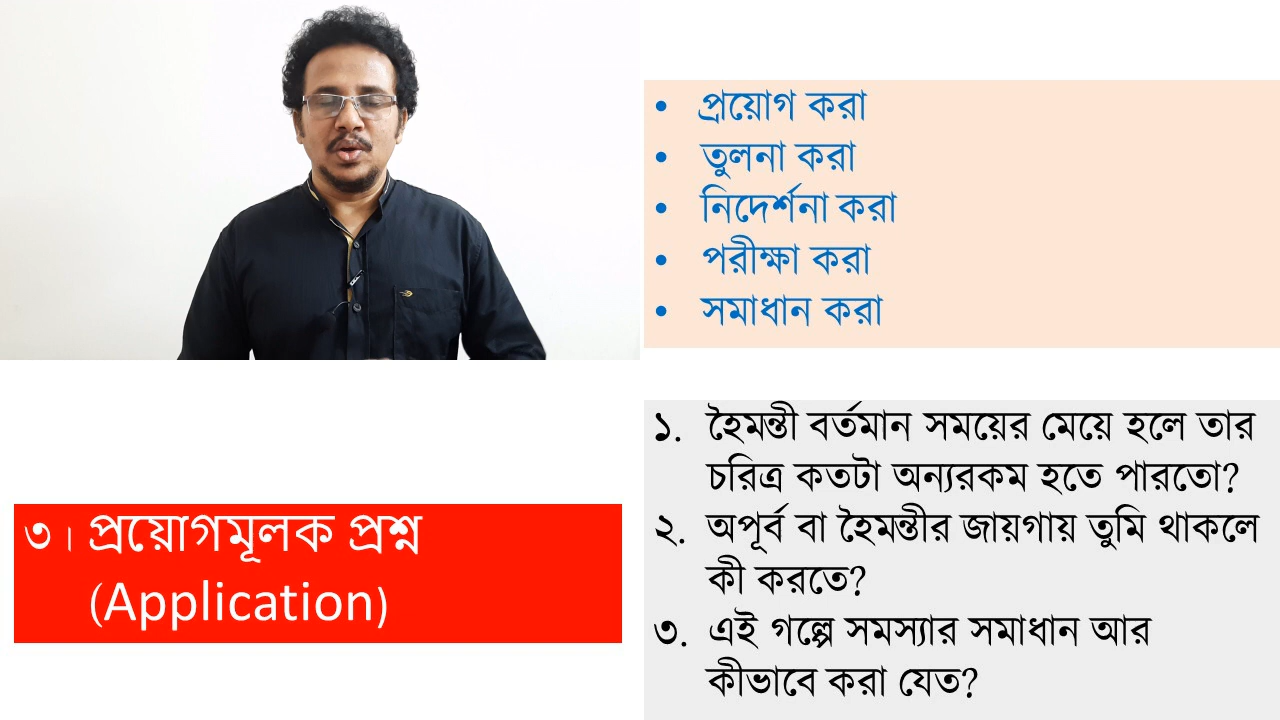 • প্রয়োগ করা
• তুলনা করা
• নিদের্শনা করা
• পরীক্ষা করা
• সমাধান করা
৩। প্রয়োগমূলক প্রশ্ন
(Application)
১. হৈমন্তী বর্তমান সময়ের মেয়ে হলে তার
চরিত্র কতটা অন্যরকম হতে পারতো?
২. অপূর্ব বা হৈমন্তীর জায়গায় তুমি থাকলে
কী করতে?
৩. এই গল্পে সমস্যার সমাধান আর
কীভাবে করা যেত?